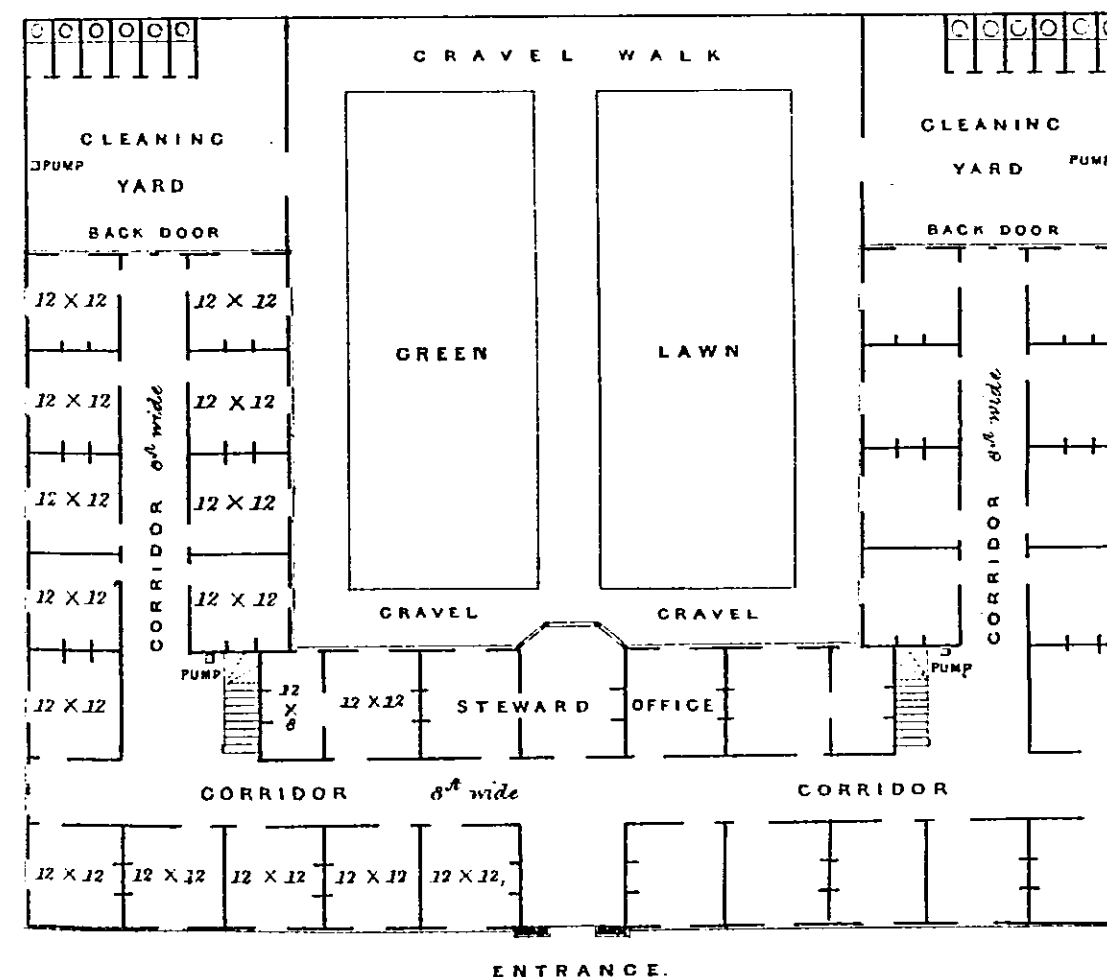 GRAVEL WALK
CLEANING
YARD
PUMP
BACK DOOR
CLEANING
YARD
PUMP
BACK DOOR
12 X 12
12 X 12
12 X 12
12 X 12
12 X 12
12 X 12
12 X 12
12 X 12
12 X 12
CORRIDOR 8ft wide
GREEN
LAWN
CORRIDOR 8ft wide
GRAVEL
GRAVEL
PUMP
12
X
8
12 X 12
STEWARD
OFFICE
PUMP
CORRIDOR 8ft wide
CORRIDOR
12 X 12
12 X 12
12 X 12
12 X 12
12 X 12,
ENTRANCE.